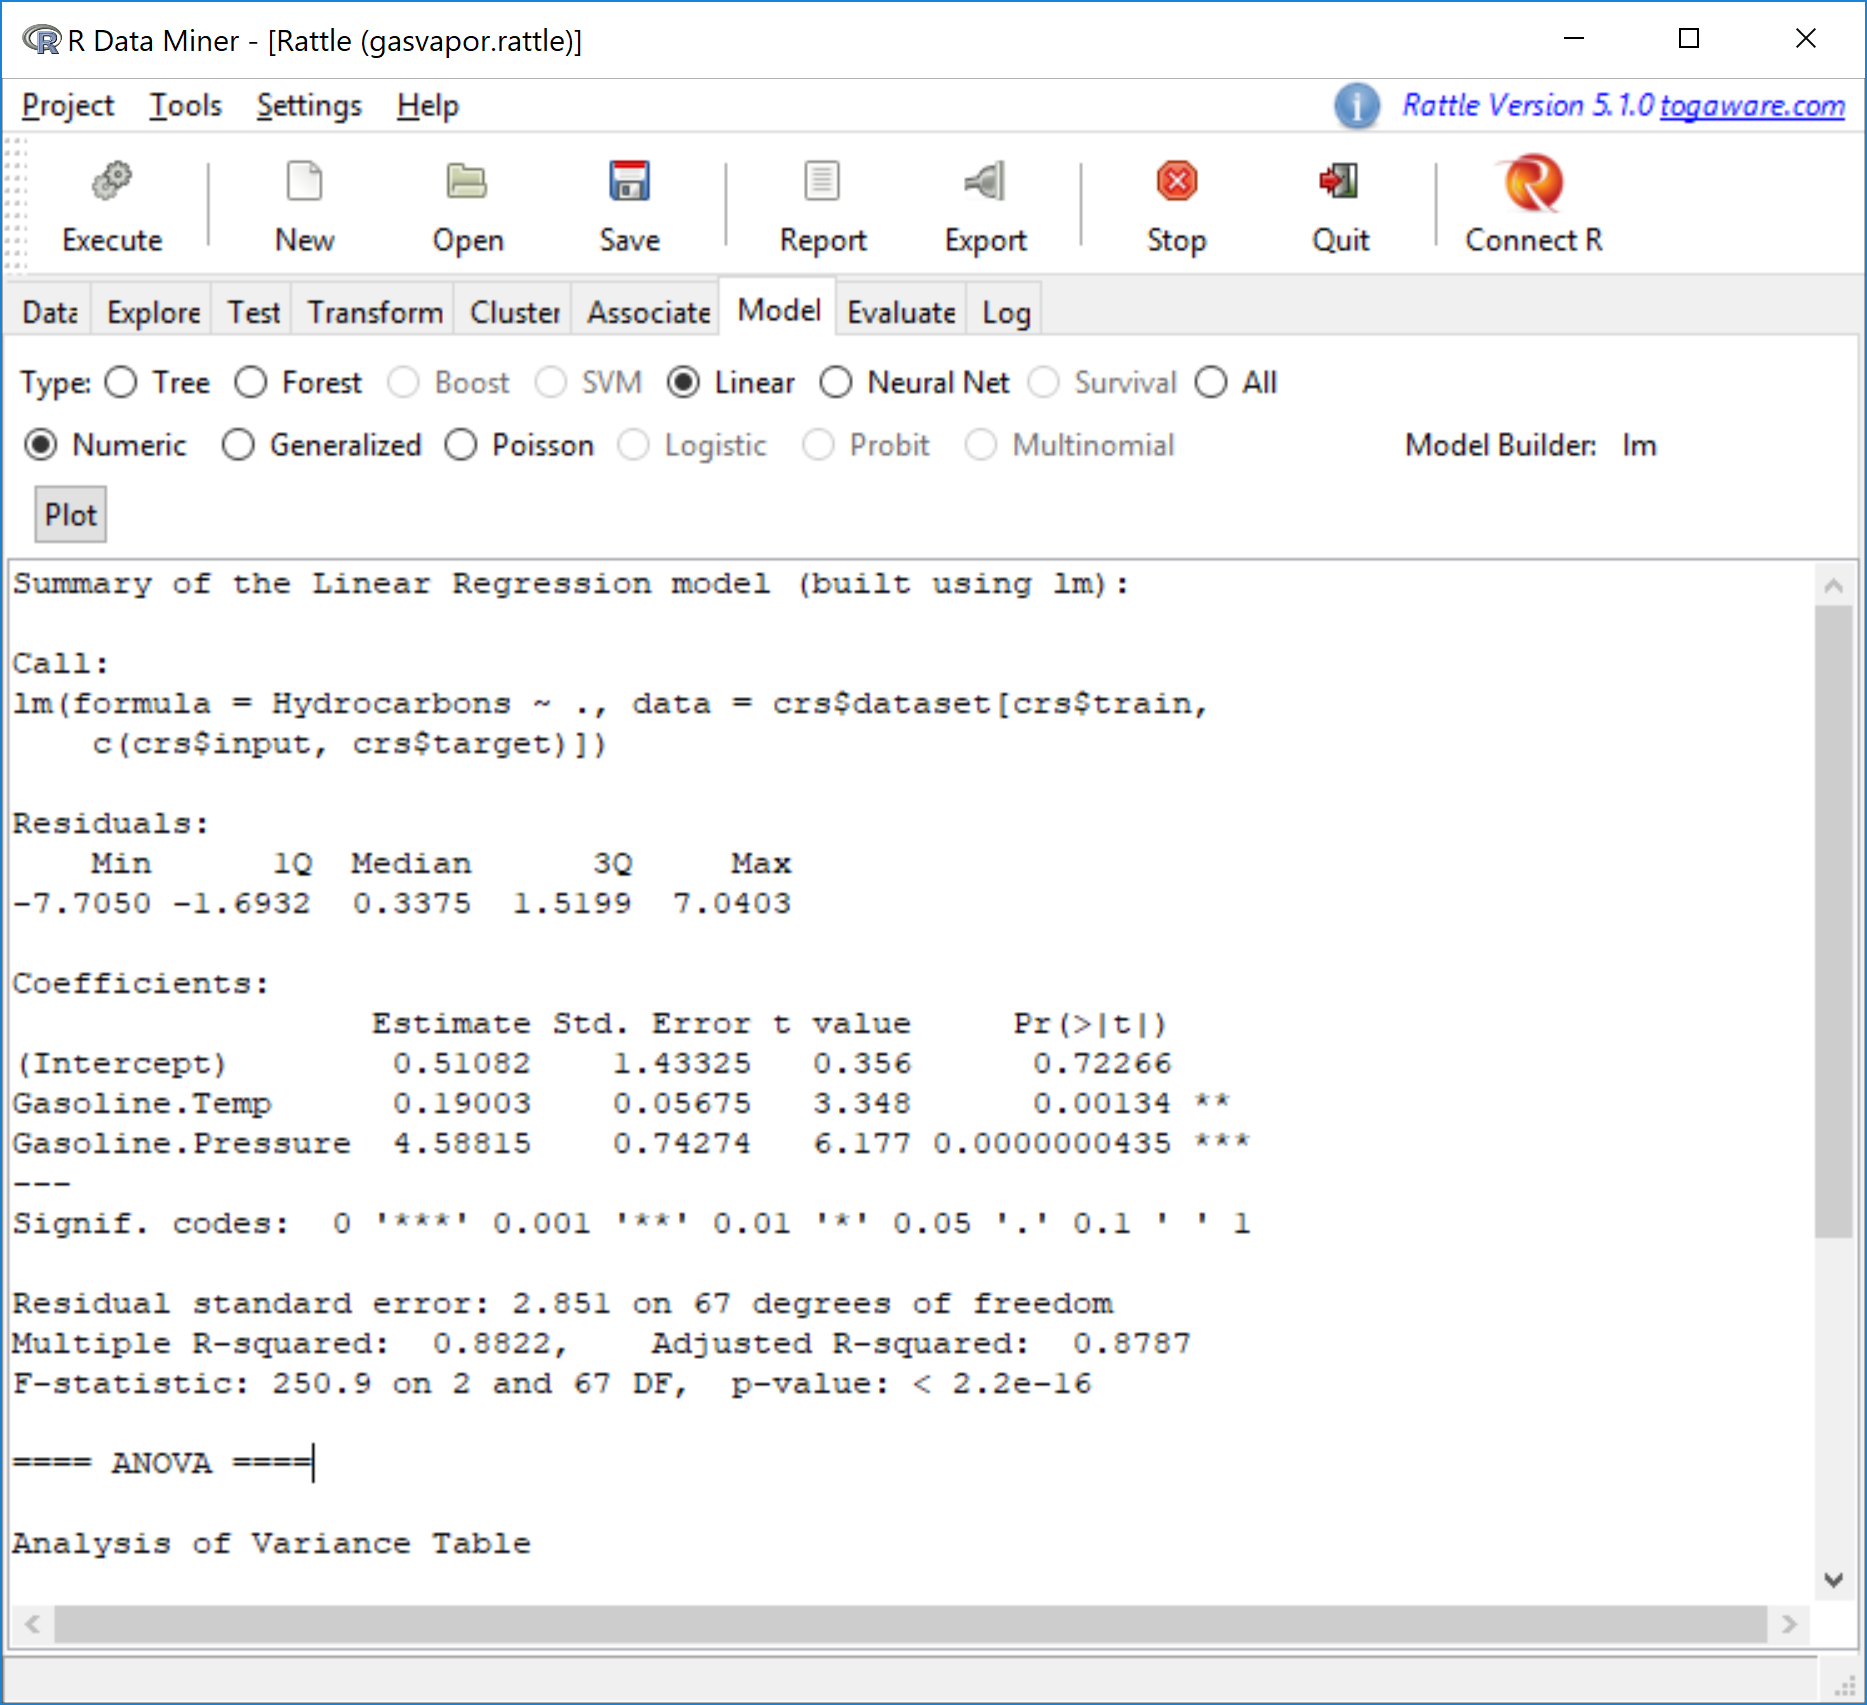 R Data Miner - [Rattle (gasvapor.rattle)]
Project Tools Settings Help Rattle Version 5.1.0 togaware.com
Execute New Open Save Report Export Stop Quit Connect R
Data Explore Test Transform Cluster Associate Model Evaluate Log
Type: Tree Forest Boost SVM Linear Neural Net Survival All
Numeric Generalized Poisson Logistic Probit Multinomial Model Builder: lm
Plot
Summary of the Linear Regression model (built using lm):
Call:
lm(formula = Hydrocarbons ~ ., data = crs$dataset[crs$train,
c(crs$input, crs$target)])
Residuals:
Min 1Q Median 3Q Max
-7.7050 -1.6932 0.3375 1.5199 7.0403
Coefficients:
Estimate Std. Error t value Pr(>|t|)
(Intercept) 0.51082 1.43325 0.356 0.72266
Gasoline.Temp 0.19003 0.05675 3.348 0.00134 **
Gasoline.Pressure 4.58815 0.74274 6.177 0.0000000435 ***
---
Signif. codes: 0 '***' 0.001 '**' 0.01 '*' 0.05 '.' 0.1 ' ' 1
Residual standard error: 2.851 on 67 degrees of freedom
Multiple R-squared: 0.8822, Adjusted R-squared: 0.8787
F-statistic: 250.9 on 2 and 67 DF, p-value: < 2.2e-16
==== ANOVA ====
Analysis of Variance Table